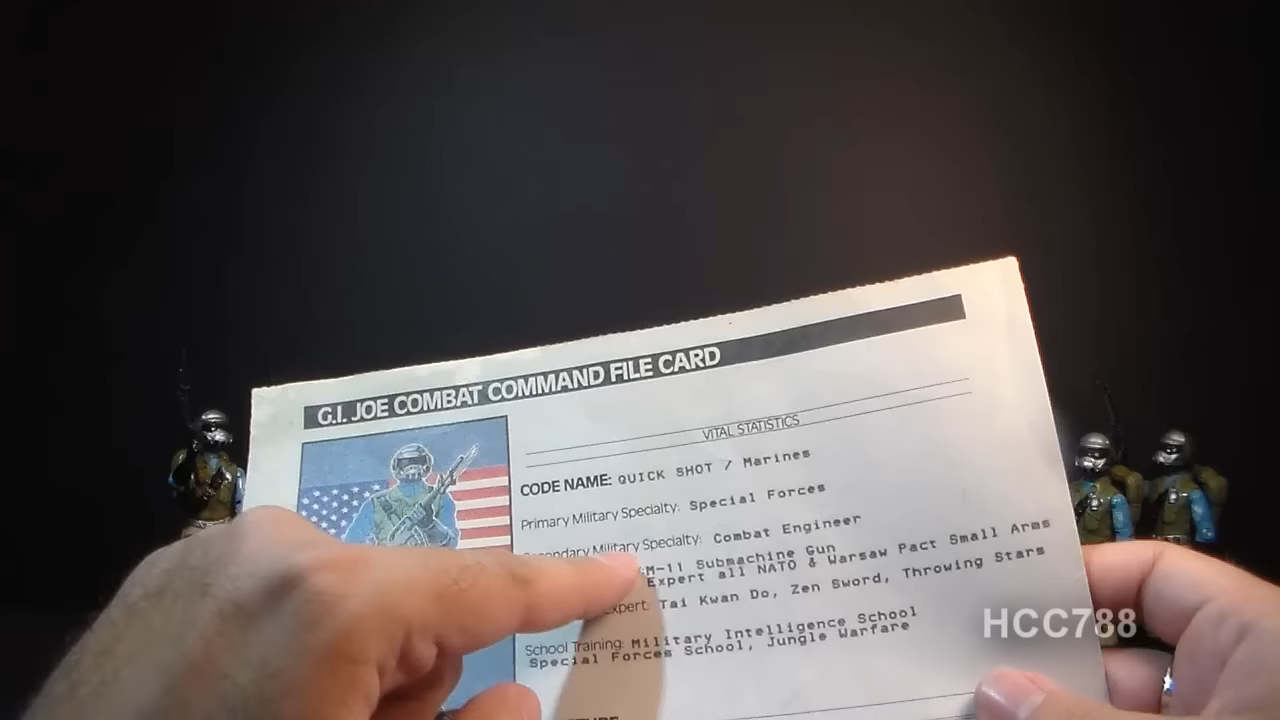 G.I. JOE COMBAT COMMAND FILE CARD
VITAL STATISTICS
CODE NAME: QUICK SHOT / Marines
Primary Military Specialty: Special Forces
Military Specialty: Combat Engineer
M-11 Submachine Gun
Expert all NATO & Warsaw Pact Small Arms
Expert: Tai Kwan Do, Zen Sword, Throwing Stars
School Training: Military Intelligence School
Special Forces School, Jungle Warfare
HCC788